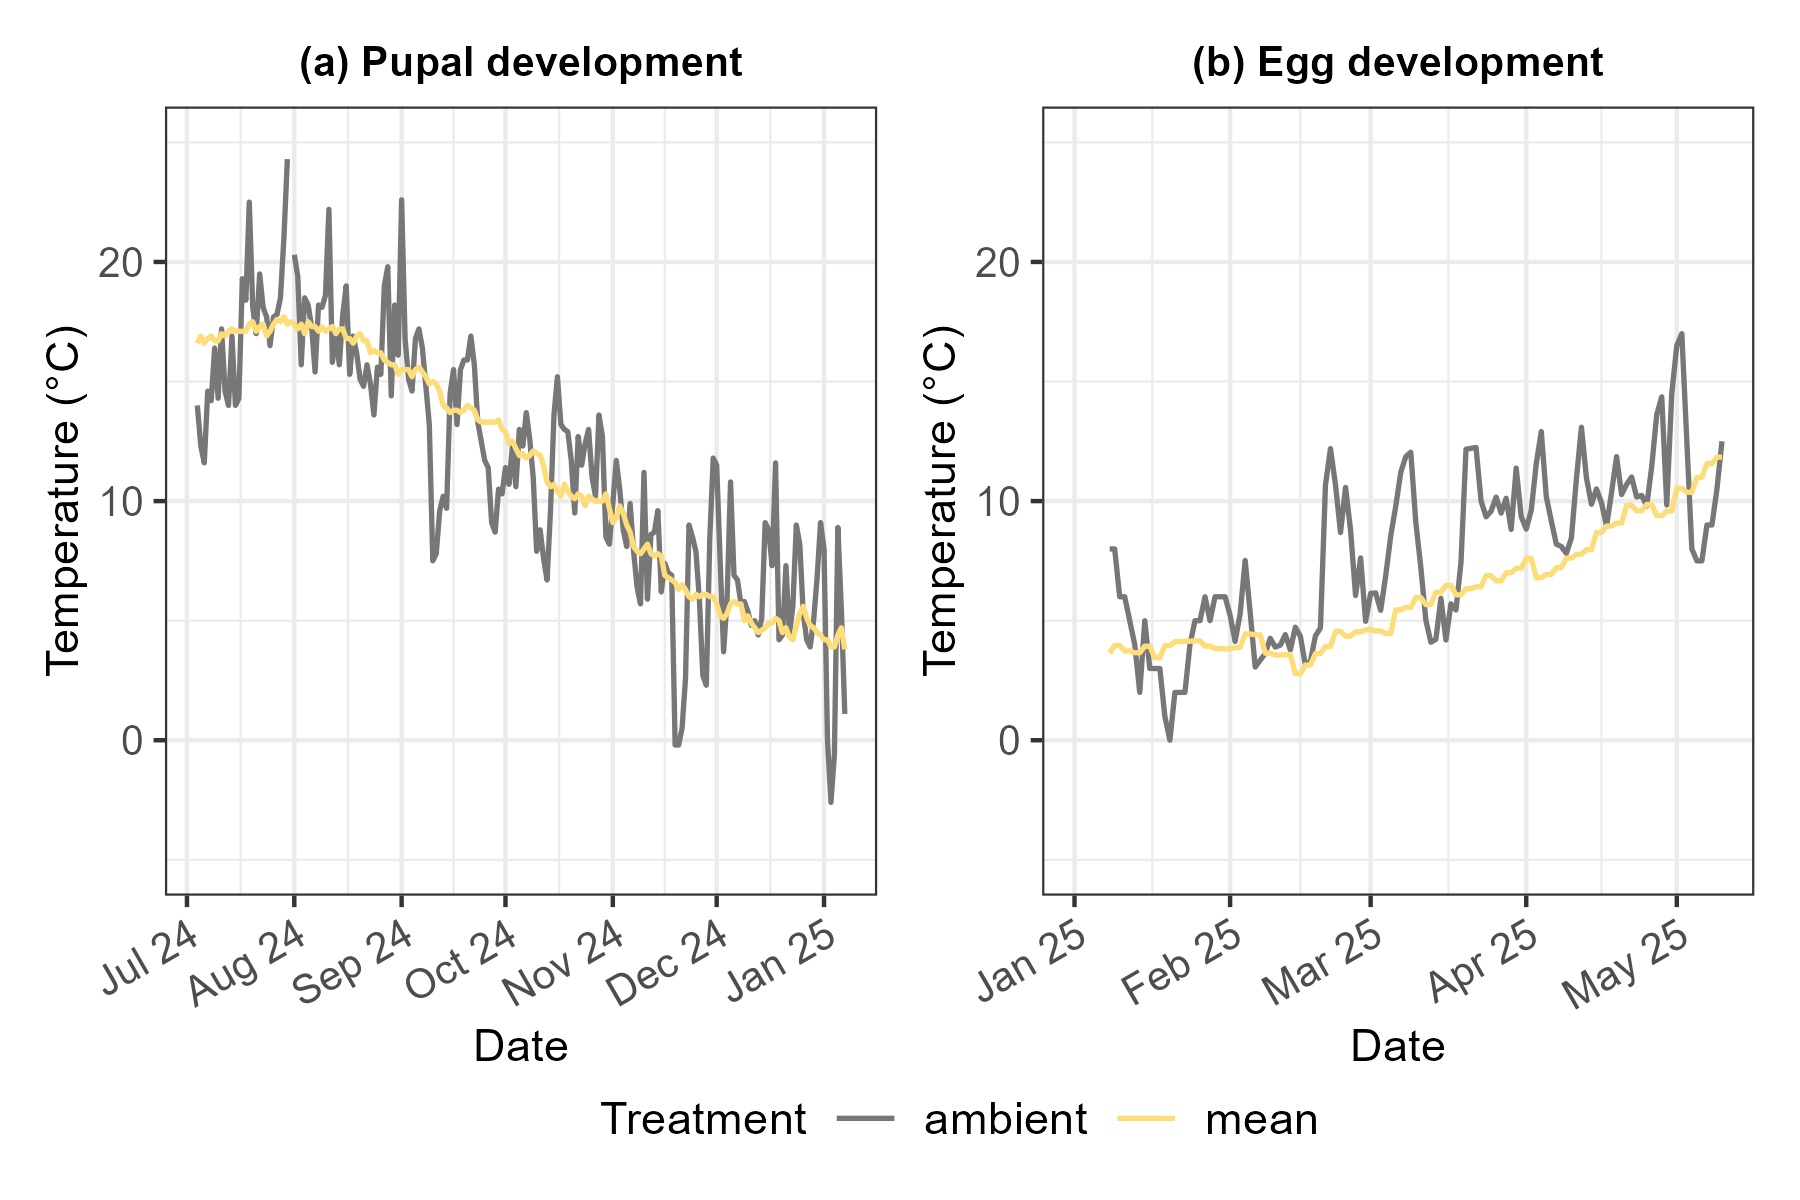 (a) Pupal development
(b) Egg development
Temperature (°C)
20
10
0
Jul 24
Aug 24
Sep 24
Oct 24
Nov 24
Dec 24
Jan 25
Date
Temperature (°C)
20
10
0
Jan 25
Feb 25
Mar 25
Apr 25
May 25
Date
Treatment ambient mean